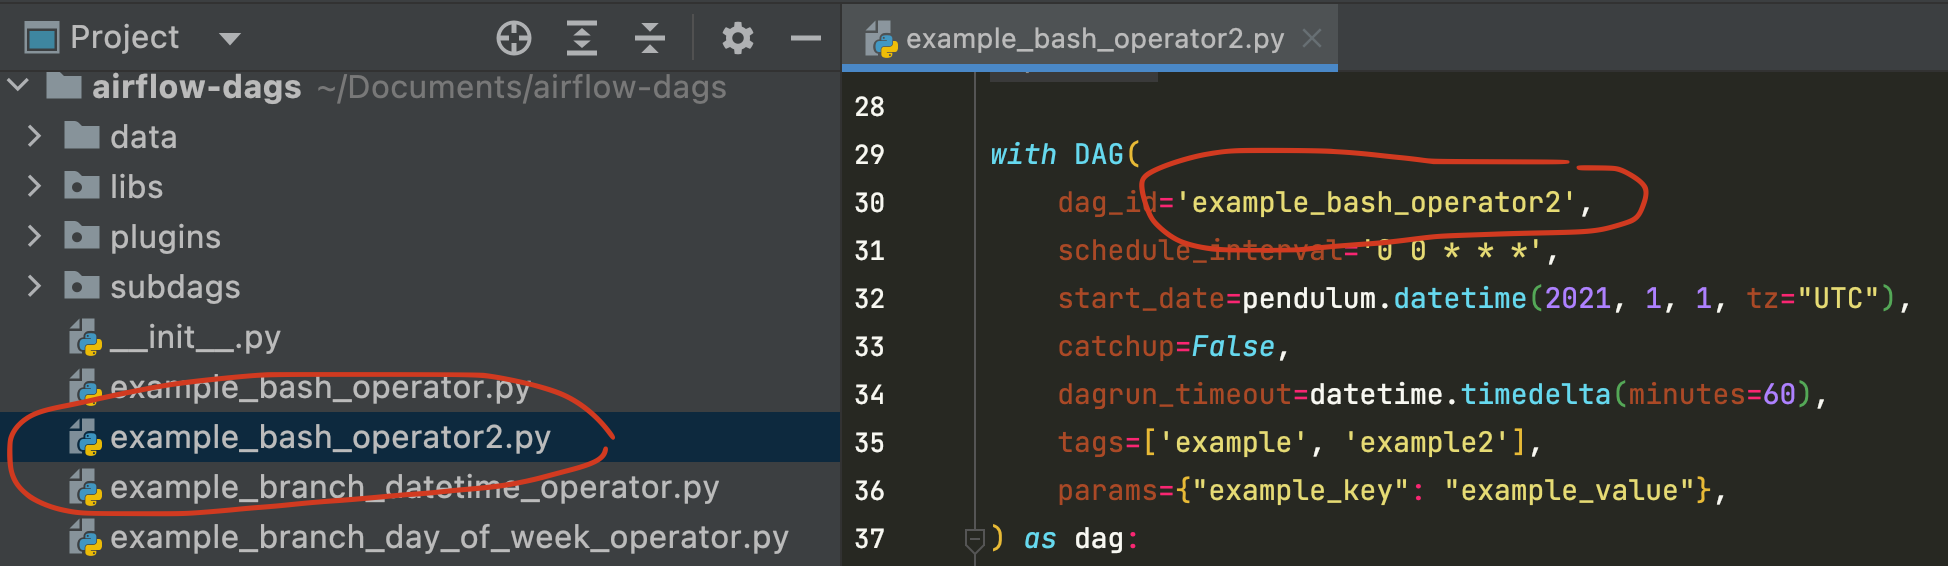 Project
airflow-dags ~/Documents/airflow-dags
data
libs
plugins
subdags
__init__.py
example_bash_operator.py
example_bash_operator2.py
example_branch_datetime_operator.py
example_branch_day_of_week_operator.py
example_bash_operator2.py
28
29 with DAG(
30 dag_id='example_bash_operator2',
31 schedule_interval='0 0 * * *',
32 start_date=pendulum.datetime(2021, 1, 1, tz="UTC"),
33 catchup=False,
34 dagrun_timeout=datetime.timedelta(minutes=60),
35 tags=['example', 'example2'],
36 params={"example_key": "example_value"},
37 ) as dag: